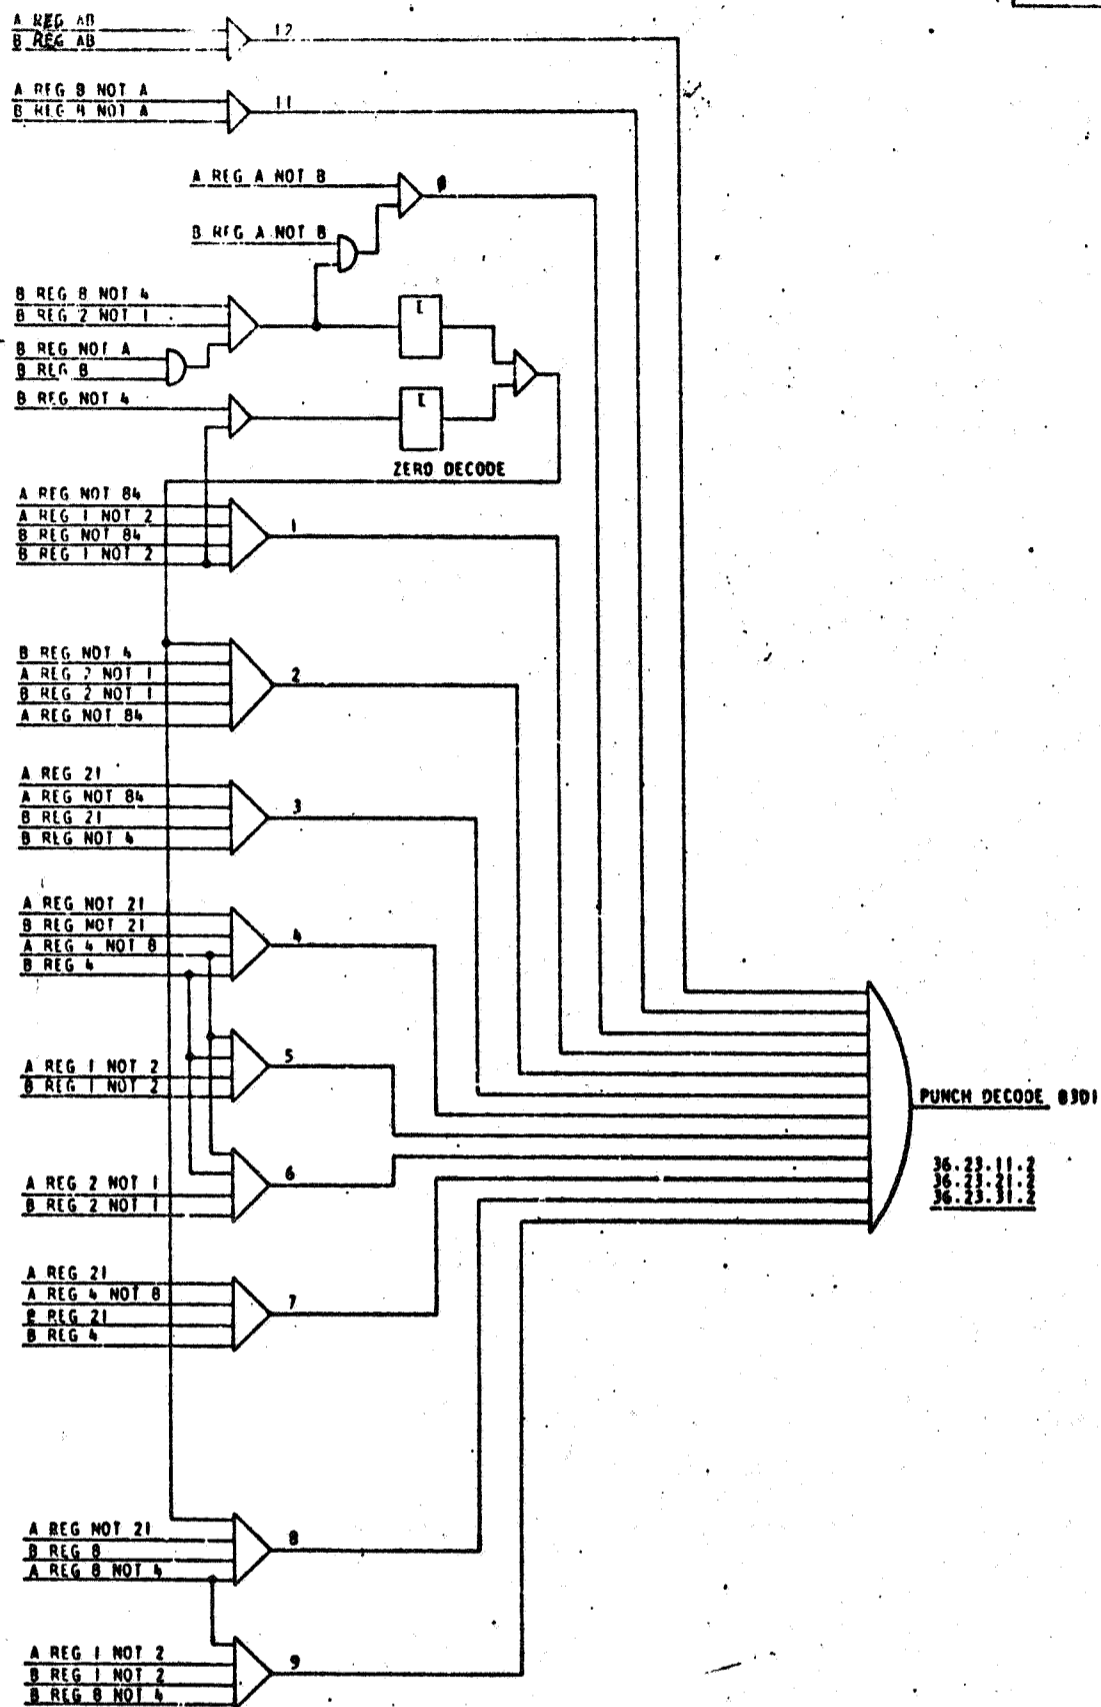 A REG AB
B REG AB
12
A REG B NOT A
B REG B NOT A
11
A REG A NOT B
0
B REG A NOT B
B REG 8 NOT 4
B REG 2 NOT 1
I
B REG NOT A
B REG B
B REG NOT 4
I
ZERO DECODE
A REG NOT 84
A REG 1 NOT 2
B REG NOT 84
B REG 1 NOT 2
1
B REG NOT 4
A REG 2 NOT 1
B REG 2 NOT 1
A REG NOT 84
2
A REG 21
A REG NOT 84
B REG 21
B REG NOT 4
3
A REG NOT 21
B REG NOT 21
A REG 4 NOT 8
B REG 4
4
A REG 1 NOT 2
B REG 1 NOT 2
5
A REG 2 NOT 1
B REG 2 NOT 1
6
PUNCH DECODE 03D1
36.23.11.2
36.23.21.2
36.23.31.2
A REG 21
A REG 4 NOT 8
B REG 21
B REG 4
7
A REG NOT 21
B REG 8
A REG 8 NOT 4
8
A REG 1 NOT 2
B REG 1 NOT 2
B REG 8 NOT 4
9